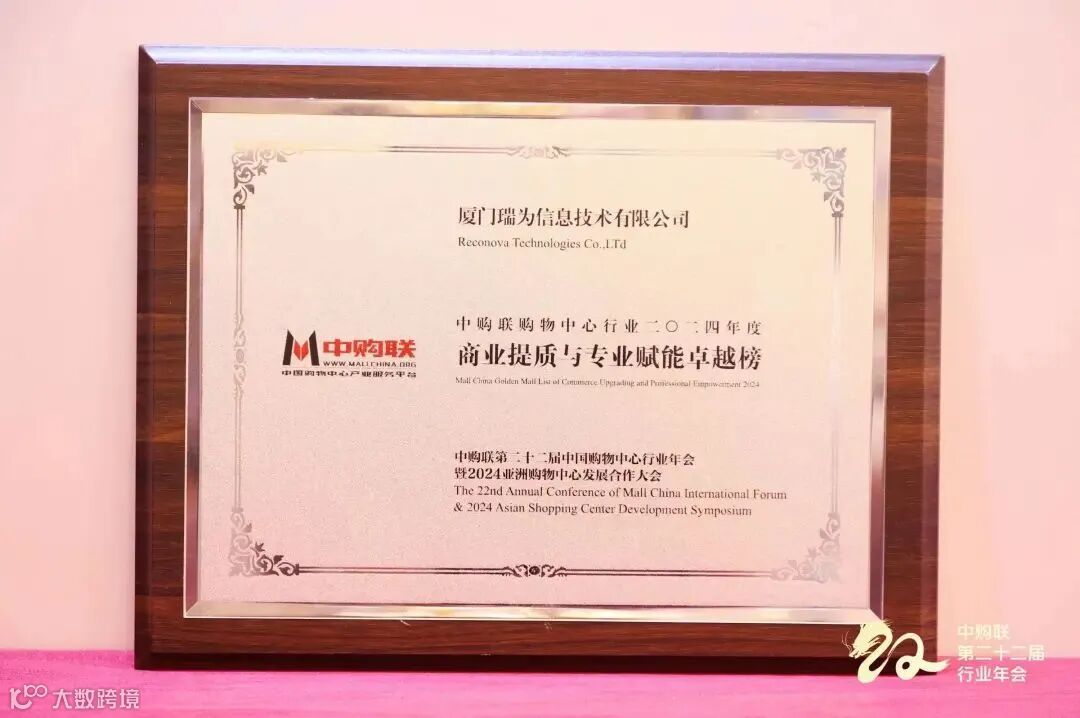 厦门瑞为信息技术有限公司
Reconova Technologies Co.,LTd
中购联
WWW.MALLCHINA.ORG
中国购物中心产业服务平台
中购联购物中心行业二〇二四年度
商业提质与专业赋能卓越榜
Mall China Golden Mall List of Commerce Upgrading and Professional Empowerment 2024
中购联第二十二届中国购物中心行业年会
暨2024亚洲购物中心发展合作大会
The 22nd Annual Conference of Mall China International Forum
& 2024 Asian Shopping Center Development Symposium
中购联
第二十二届
行业年会
大数跨境